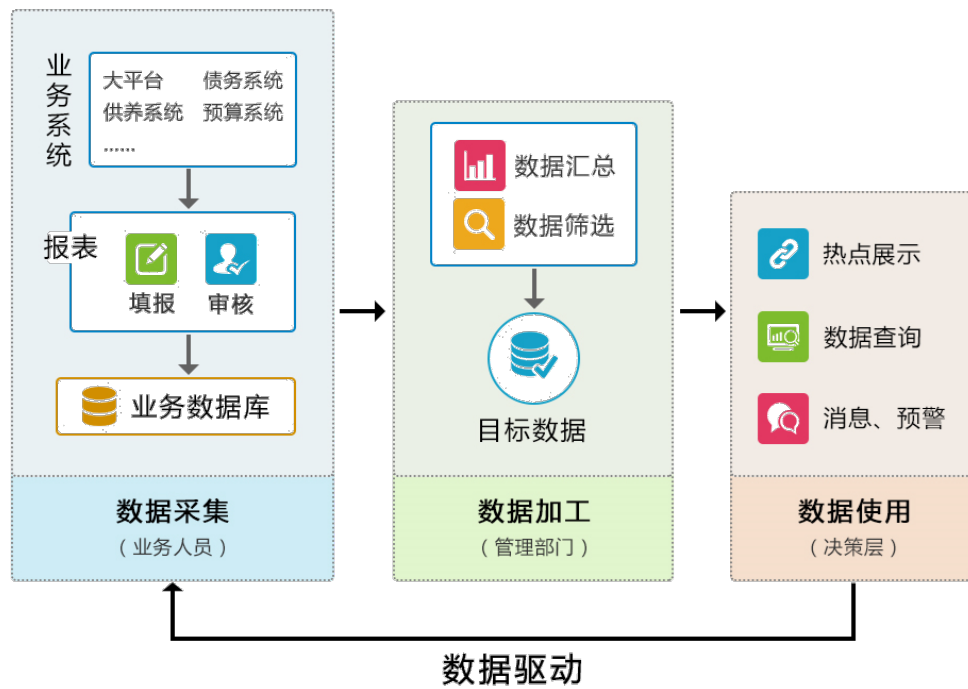 业务系统
大平台 债务系统
供养系统 预算系统
......
报表
填报 审核
业务数据库
数据采集
（业务人员）
数据汇总
数据筛选
目标数据
数据加工
（管理部门）
热点展示
数据查询
消息、预警
数据使用
（决策层）
数据驱动